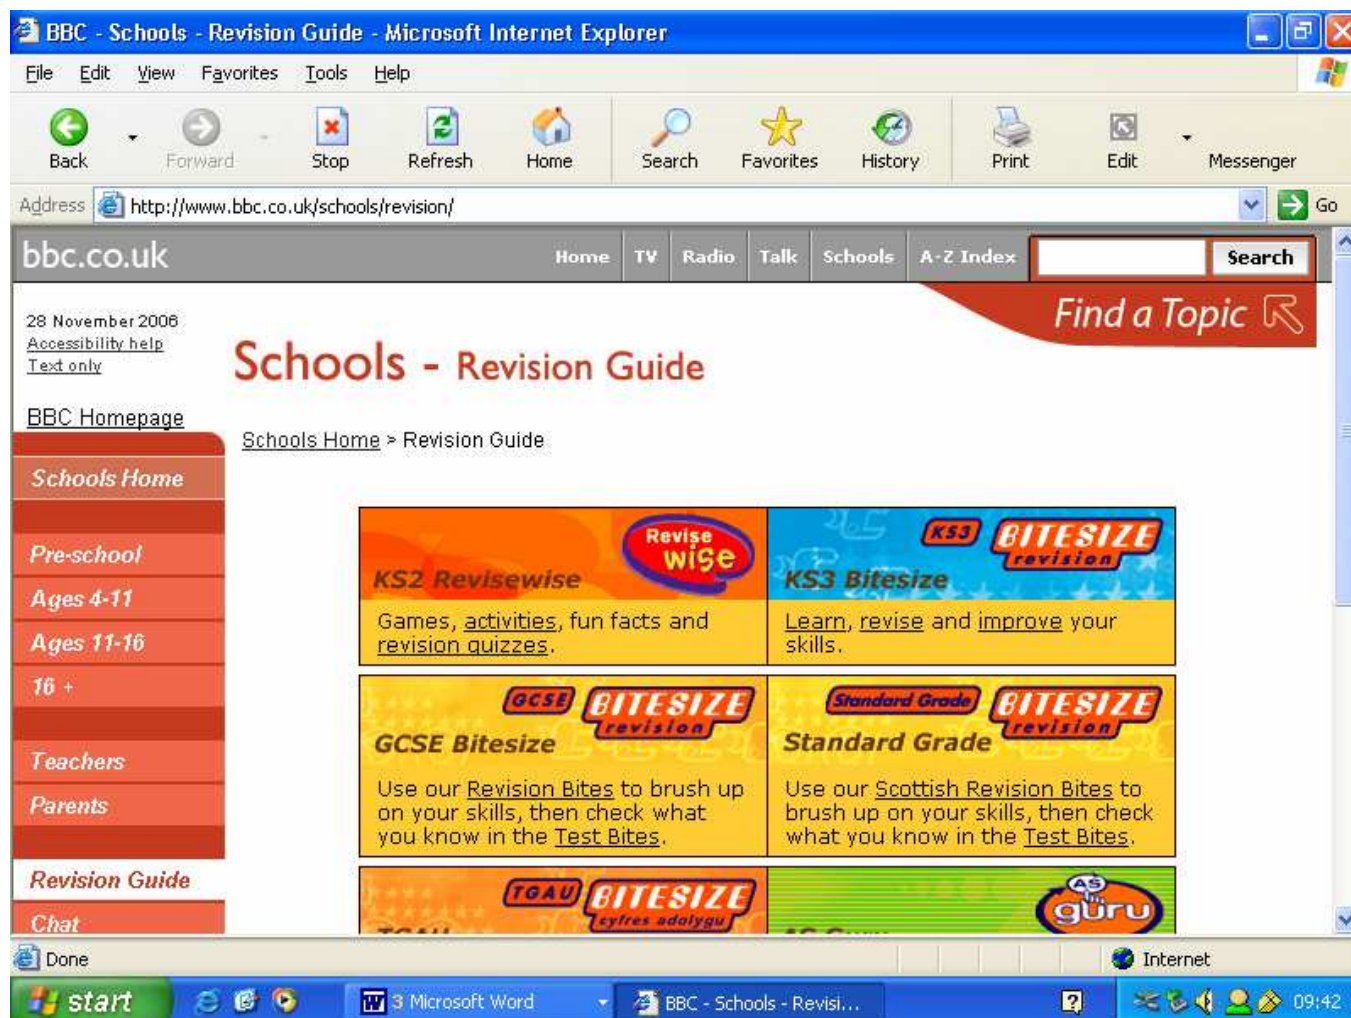 BBC - Schools - Revision Guide - Microsoft Internet Explorer
File Edit View Favorites Tools Help
Back Forward Stop Refresh Home Search Favorites History Print Edit Messenger
Address http://www.bbc.co.uk/schools/revision/ Go
bbc.co.uk Home TV Radio Talk Schools A-Z Index Search
Find a Topic
28 November 2006
Accessibility help
Text only
Schools - Revision Guide
BBC Homepage
Schools Home > Revision Guide
Schools Home
Pre-school
Ages 4-11
Ages 11-16
16 +
Teachers
Parents
Revision Guide
Chat
Revise
wise
KS2 Revisewise
Games, activities, fun facts and
revision quizzes.
KS3 BITESIZE
revision
KS3 Bitesize
Learn, revise and improve your
skills.
GCSE BITESIZE
revision
GCSE Bitesize
Use our Revision Bites to brush up
on your skills, then check what
you know in the Test Bites.
Standard Grade BITESIZE
revision
Standard Grade
Use our Scottish Revision Bites to
brush up on your skills, then check
what you know in the Test Bites.
TGAU BITESIZE
cyfres adolygu
TGAU
AS
guru
AS Guru
Done Internet
start 3 Microsoft Word BBC - Schools - Revisi... 09:42